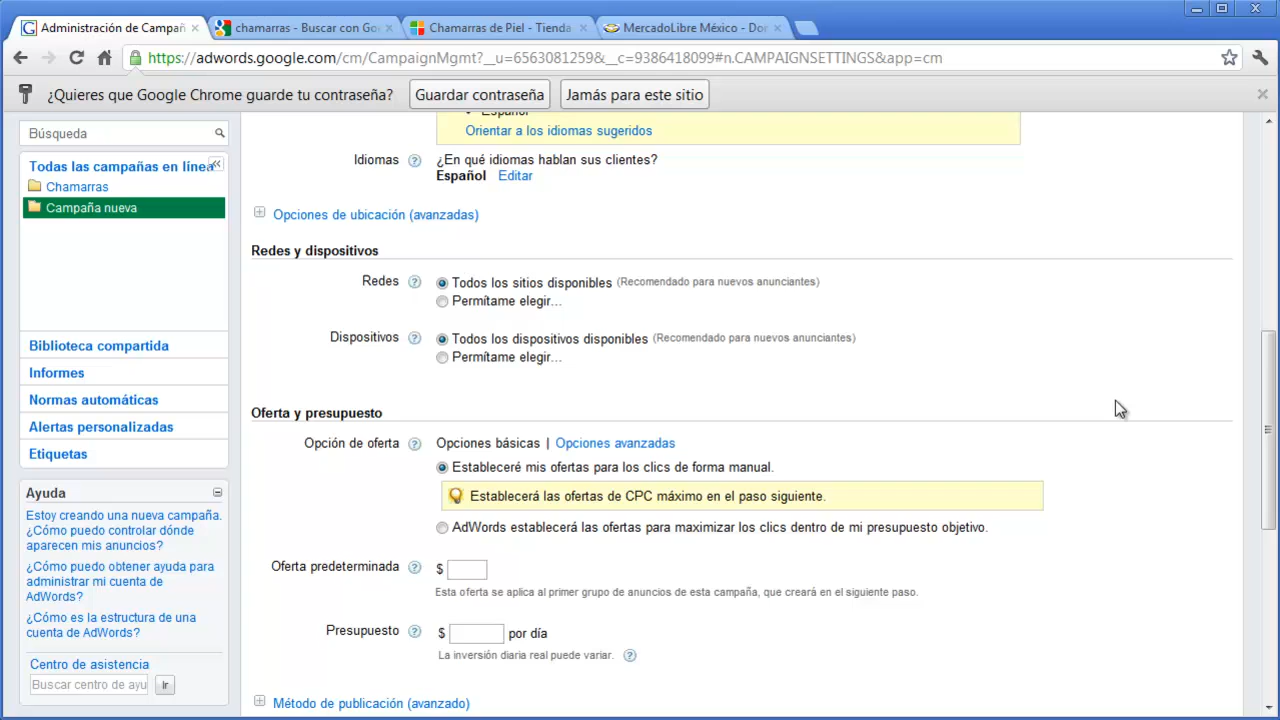 Administración de Campañ
chamarras - Buscar con Goo
Chamarras de Piel - Tienda
MercadoLibre México - Don
https://adwords.google.com/cm/CampaignMgmt?__u=6563081259&__c=9386418099#n.CAMPAIGNSETTINGS&app=cm
¿Quieres que Google Chrome guarde tu contraseña?
Guardar contraseña
Jamás para este sitio
Búsqueda
Todas las campañas en línea
Chamarras
Campaña nueva
Biblioteca compartida
Informes
Normas automáticas
Alertas personalizadas
Etiquetas
Ayuda
Estoy creando una nueva campaña.
¿Cómo puedo controlar dónde
aparecen mis anuncios?
¿Cómo puedo obtener ayuda para
administrar mi cuenta de
AdWords?
¿Cómo es la estructura de una
cuenta de AdWords?
Centro de asistencia
Buscar centro de ayu
Ir
Español
Orientar a los idiomas sugeridos
Idiomas ? ¿En qué idiomas hablan sus clientes?
Español Editar
Opciones de ubicación (avanzadas)
Redes y dispositivos
Redes ? Todos los sitios disponibles (Recomendado para nuevos anunciantes)
Permítame elegir...
Dispositivos ? Todos los dispositivos disponibles (Recomendado para nuevos anunciantes)
Permítame elegir...
Oferta y presupuesto
Opción de oferta ? Opciones básicas | Opciones avanzadas
Estableceré mis ofertas para los clics de forma manual.
Establecerá las ofertas de CPC máximo en el paso siguiente.
AdWords establecerá las ofertas para maximizar los clics dentro de mi presupuesto objetivo.
Oferta predeterminada ? $
Esta oferta se aplica al primer grupo de anuncios de esta campaña, que creará en el siguiente paso.
Presupuesto ? $ por día
La inversión diaria real puede variar. ?
Método de publicación (avanzado)